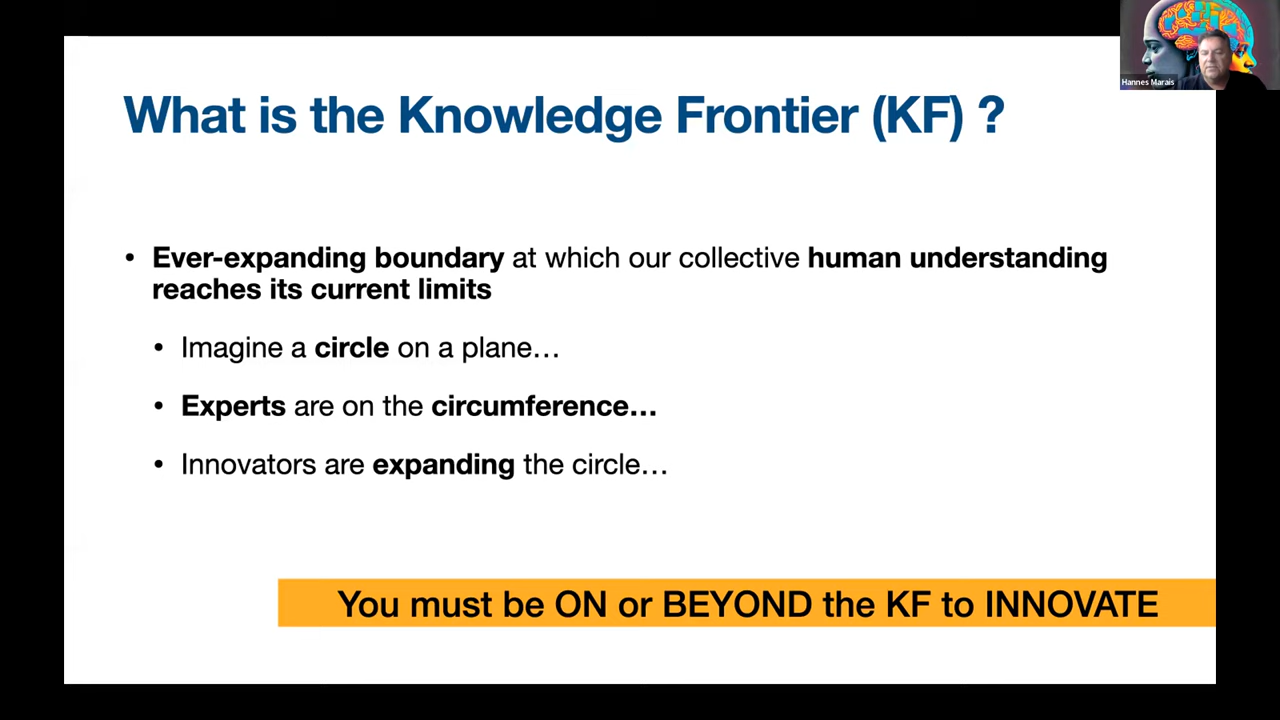 Hannes Marais
What is the Knowledge Frontier (KF) ?
• Ever-expanding boundary at which our collective human understanding
reaches its current limits
• Imagine a circle on a plane…
• Experts are on the circumference…
• Innovators are expanding the circle…
You must be ON or BEYOND the KF to INNOVATE